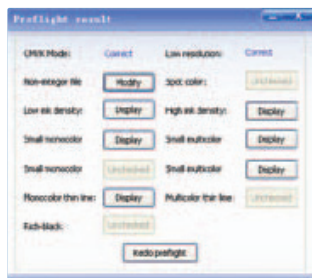 Preflight result
CMYK Mode: Correct Low resolution: Correct
Non-integer file Modify Spot color: Unchecked
Low ink density: Display High ink density: Display
Small monocolor Display Small multicolor Display
Small monocolor Unchecked Small multicolor Display
Monocolor thin line: Display Multicolor thin line Unchecked
Rich-black: Unchecked
Redo preflight